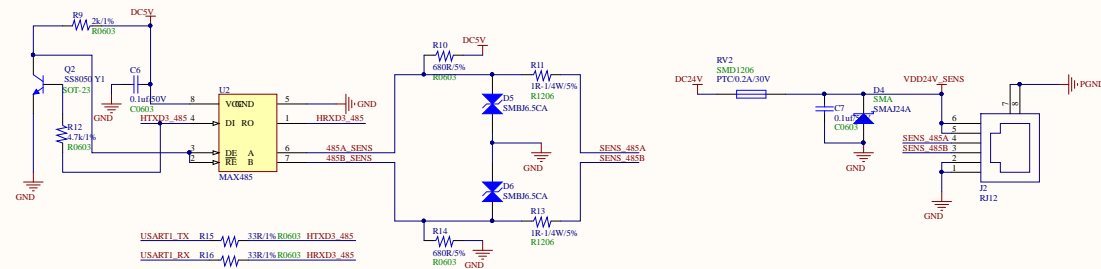 R9
2k/1%
R0603
DC5V
Q2
SS8050 Y1
SOT-23
C6
0.1uf/50V
C0603
GND
R12
4.7k/1%
R0603
GND
HTXD3_485
U2
8
VCC
GND
5
GND
4
DI
RO
1
HRXD3_485
3
DE
A
6
485A_SENS
2
RE
B
7
485B_SENS
MAX485
USART1_TX
R15
33R/1%
R0603
HTXD3_485
USART1_RX
R16
33R/1%
R0603
HRXD3_485
R10
680R/5%
R0603
DC5V
R11
1R-1/4W/5%
R1206
D5
SMBJ6.5CA
GND
SENS_485A
SENS_485B
D6
SMBJ6.5CA
R13
1R-1/4W/5%
R1206
R14
680R/5%
R0603
GND
RV2
SMD1206
PTC/0.2A/30V
DC24V
C7
C0603
D4
SMA
SMAJ24A
GND
VDD24V_SENS
PGND
7
8
6
5
SENS_485A
4
SENS_485B
3
2
1
J2
RJ12
GND